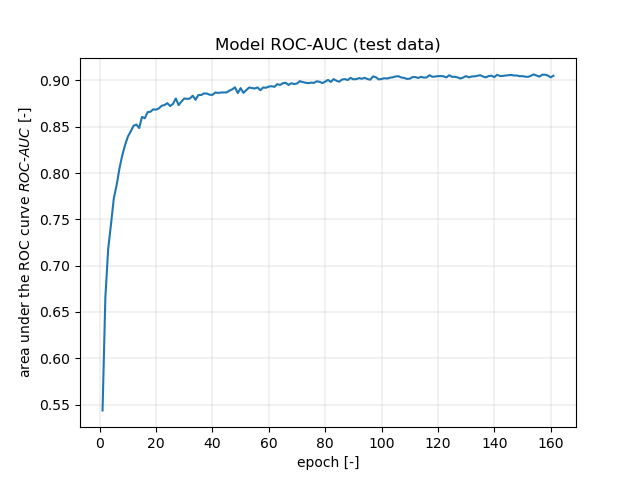 Model ROC-AUC (test data)
area under the ROC curve ROC-AUC [-]
0.90
0.85
0.80
0.75
0.70
0.65
0.60
0.55
0 20 40 60 80 100 120 140 160
epoch [-]